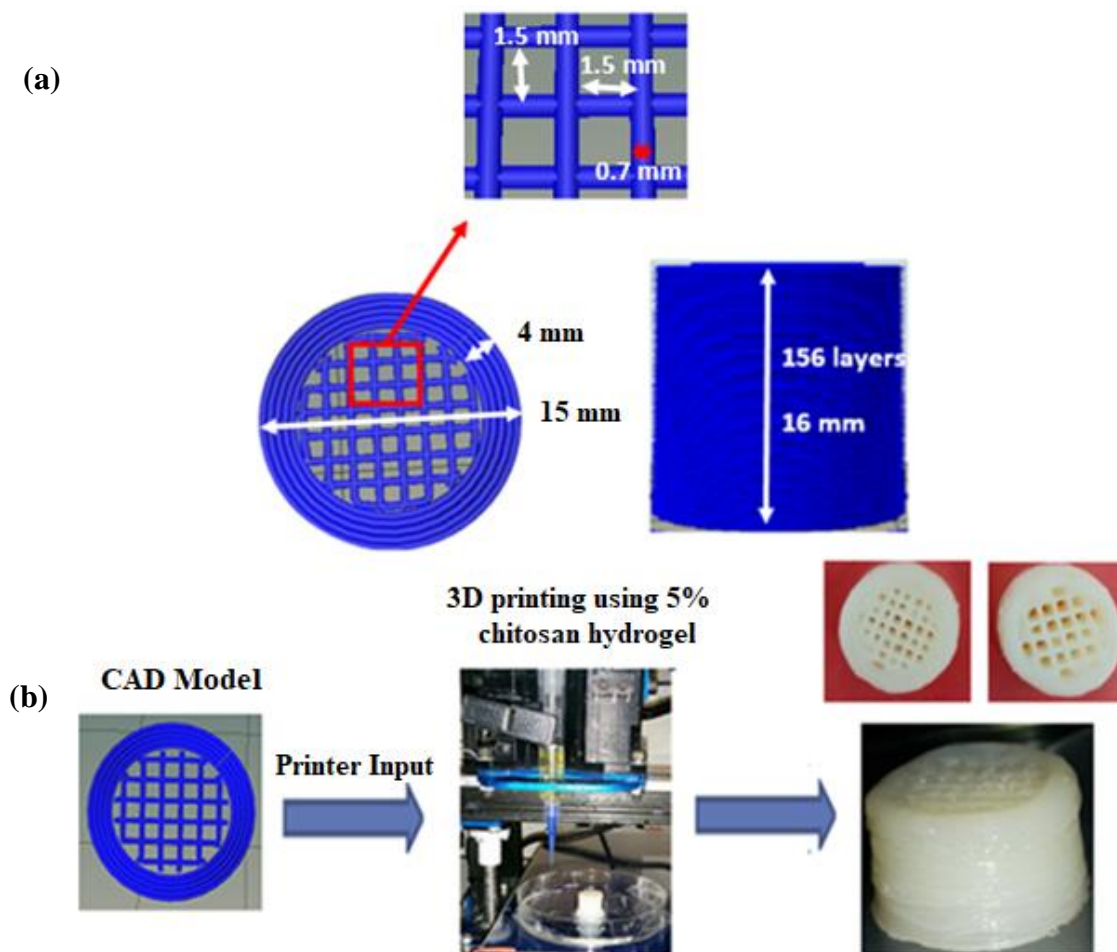 (a)
1.5 mm
1.5 mm
0.7 mm
4 mm
15 mm
156 layers
16 mm
3D printing using 5%
chitosan hydrogel
(b)
CAD Model
Printer Input